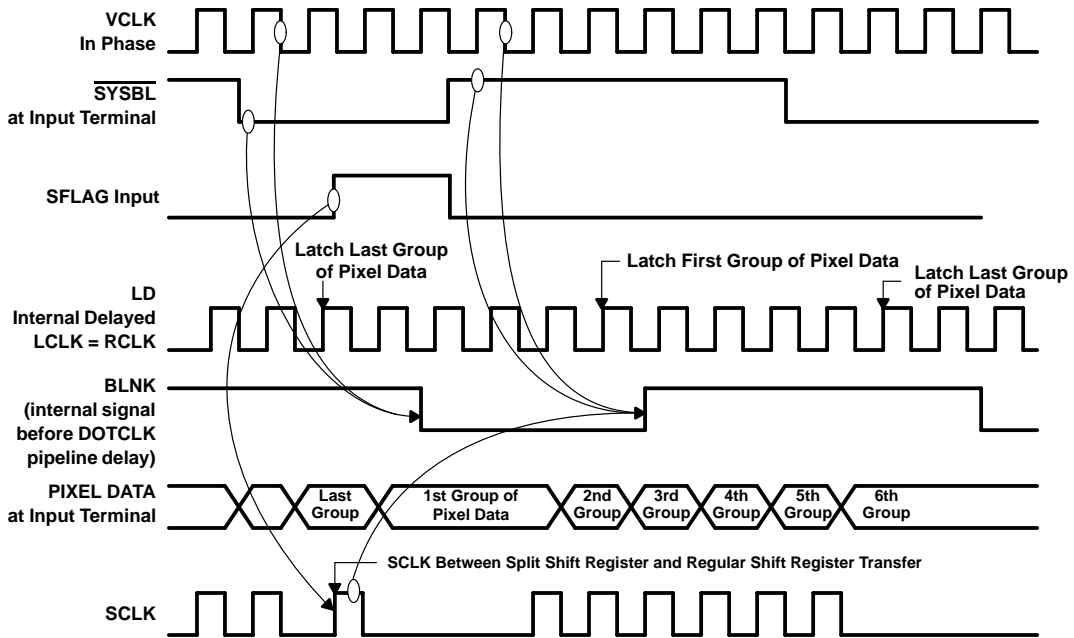 VCLK
In Phase
SYSBL
at Input Terminal
SFLAG Input
Latch Last Group
of Pixel Data
Latch First Group of Pixel Data
Latch Last Group
of Pixel Data
LD
Internal Delayed
LCLK = RCLK
BLNK
(internal signal
before DOTCLK
pipeline delay)
PIXEL DATA
at Input Terminal
Last
Group
1st Group of
Pixel Data
2nd
Group
3rd
Group
4th
Group
5th
Group
6th
Group
SCLK Between Split Shift Register and Regular Shift Register Transfer
SCLK